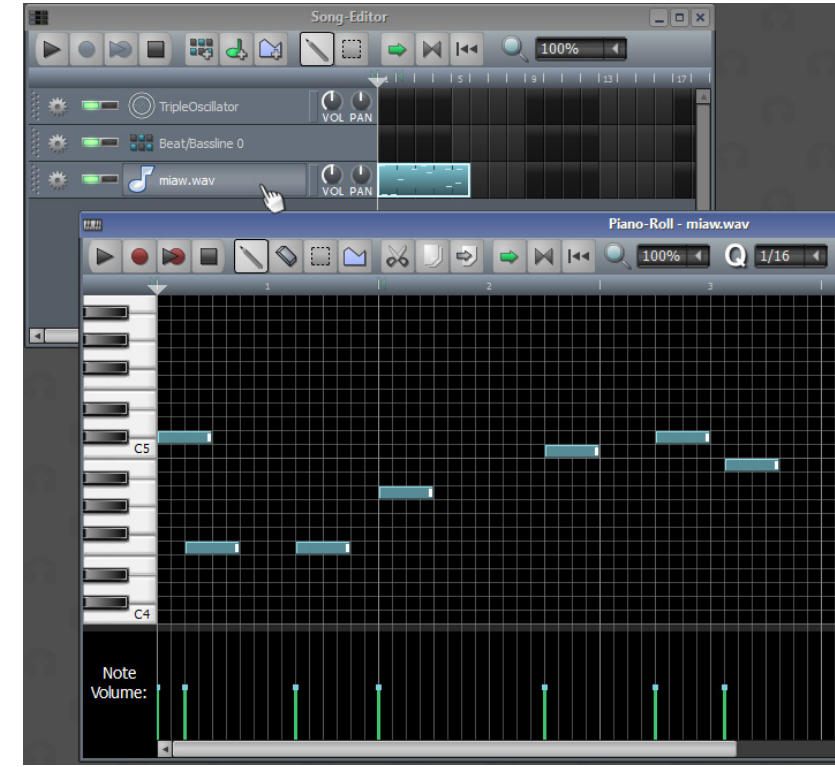 Song-Editor
100%
1 |5| |9| |13| |17|
TripleOscillator
VOL PAN
Beat/Bassline 0
miaw.wav
VOL PAN
Piano-Roll - miaw.wav
100% Q 1/16
1 2 3
C5
C4
Note
Volume: